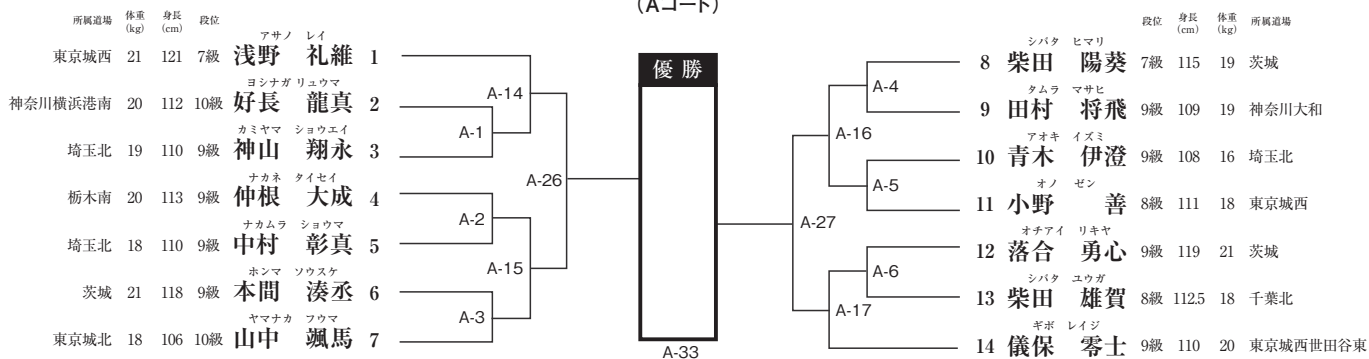 (Aコート)
所属道場 体重(kg) 身長(cm) 段位
アサノ レイ
東京城西 21 121 7級 浅野 礼維 1
ヨシナガ リュウマ
神奈川横浜港南 20 112 10級 好長 龍真 2
カミヤマ ショウエイ
埼玉北 19 110 9級 神山 翔永 3
ナカネ タイセイ
栃木南 20 113 9級 仲根 大成 4
ナカムラ ショウマ
埼玉北 18 110 9級 中村 彰真 5
ホンマ ソウスケ
茨城 21 118 9級 本間 湊丞 6
ヤマナカ フウマ
東京城北 18 106 10級 山中 颯馬 7
A-14
A-1
A-26
A-2
A-15
A-3
優勝
A-33
段位 身長(cm) 体重(kg) 所属道場
シバタ ヒマリ
8 柴田 陽葵 7級 115 19 茨城
タムラ マサヒ
9 田村 将飛 9級 109 19 神奈川大和
アオキ イズミ
10 青木 伊澄 9級 108 16 埼玉北
オノ ゼン
11 小野 善 8級 111 18 東京城西
オチアイ リキヤ
12 落合 勇心 9級 119 21 茨城
シバタ ユウガ
13 柴田 雄賀 8級 112.5 18 千葉北
ギボ レイジ
14 儀保 零士 9級 110 20 東京城西世田谷東
A-4
A-16
A-5
A-27
A-6
A-17